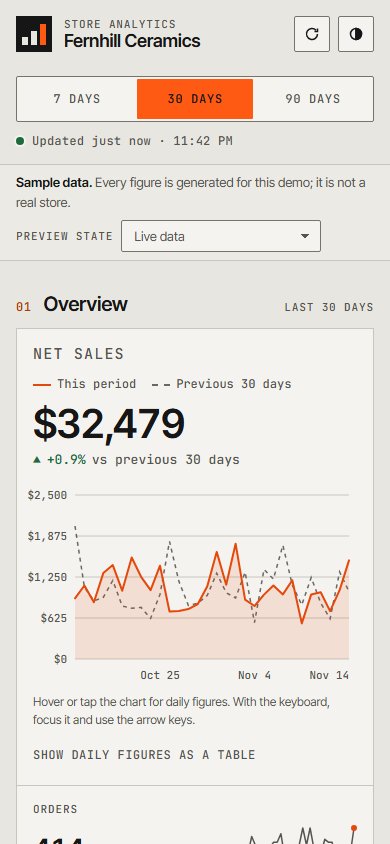 STORE ANALYTICS
Fernhill Ceramics
7 DAYS
30 DAYS
90 DAYS
Updated just now · 11:42 PM
Sample data. Every figure is generated for this demo; it is not a
real store.
PREVIEW STATE
Live data
01 Overview
LAST 30 DAYS
NET SALES
This period
Previous 30 days
$32,479
▲ +0.9% vs previous 30 days
$2,500
$1,875
$1,250
$625
$0
Oct 25
Nov 4
Nov 14
Hover or tap the chart for daily figures. With the keyboard,
focus it and use the arrow keys.
SHOW DAILY FIGURES AS A TABLE
ORDERS
414